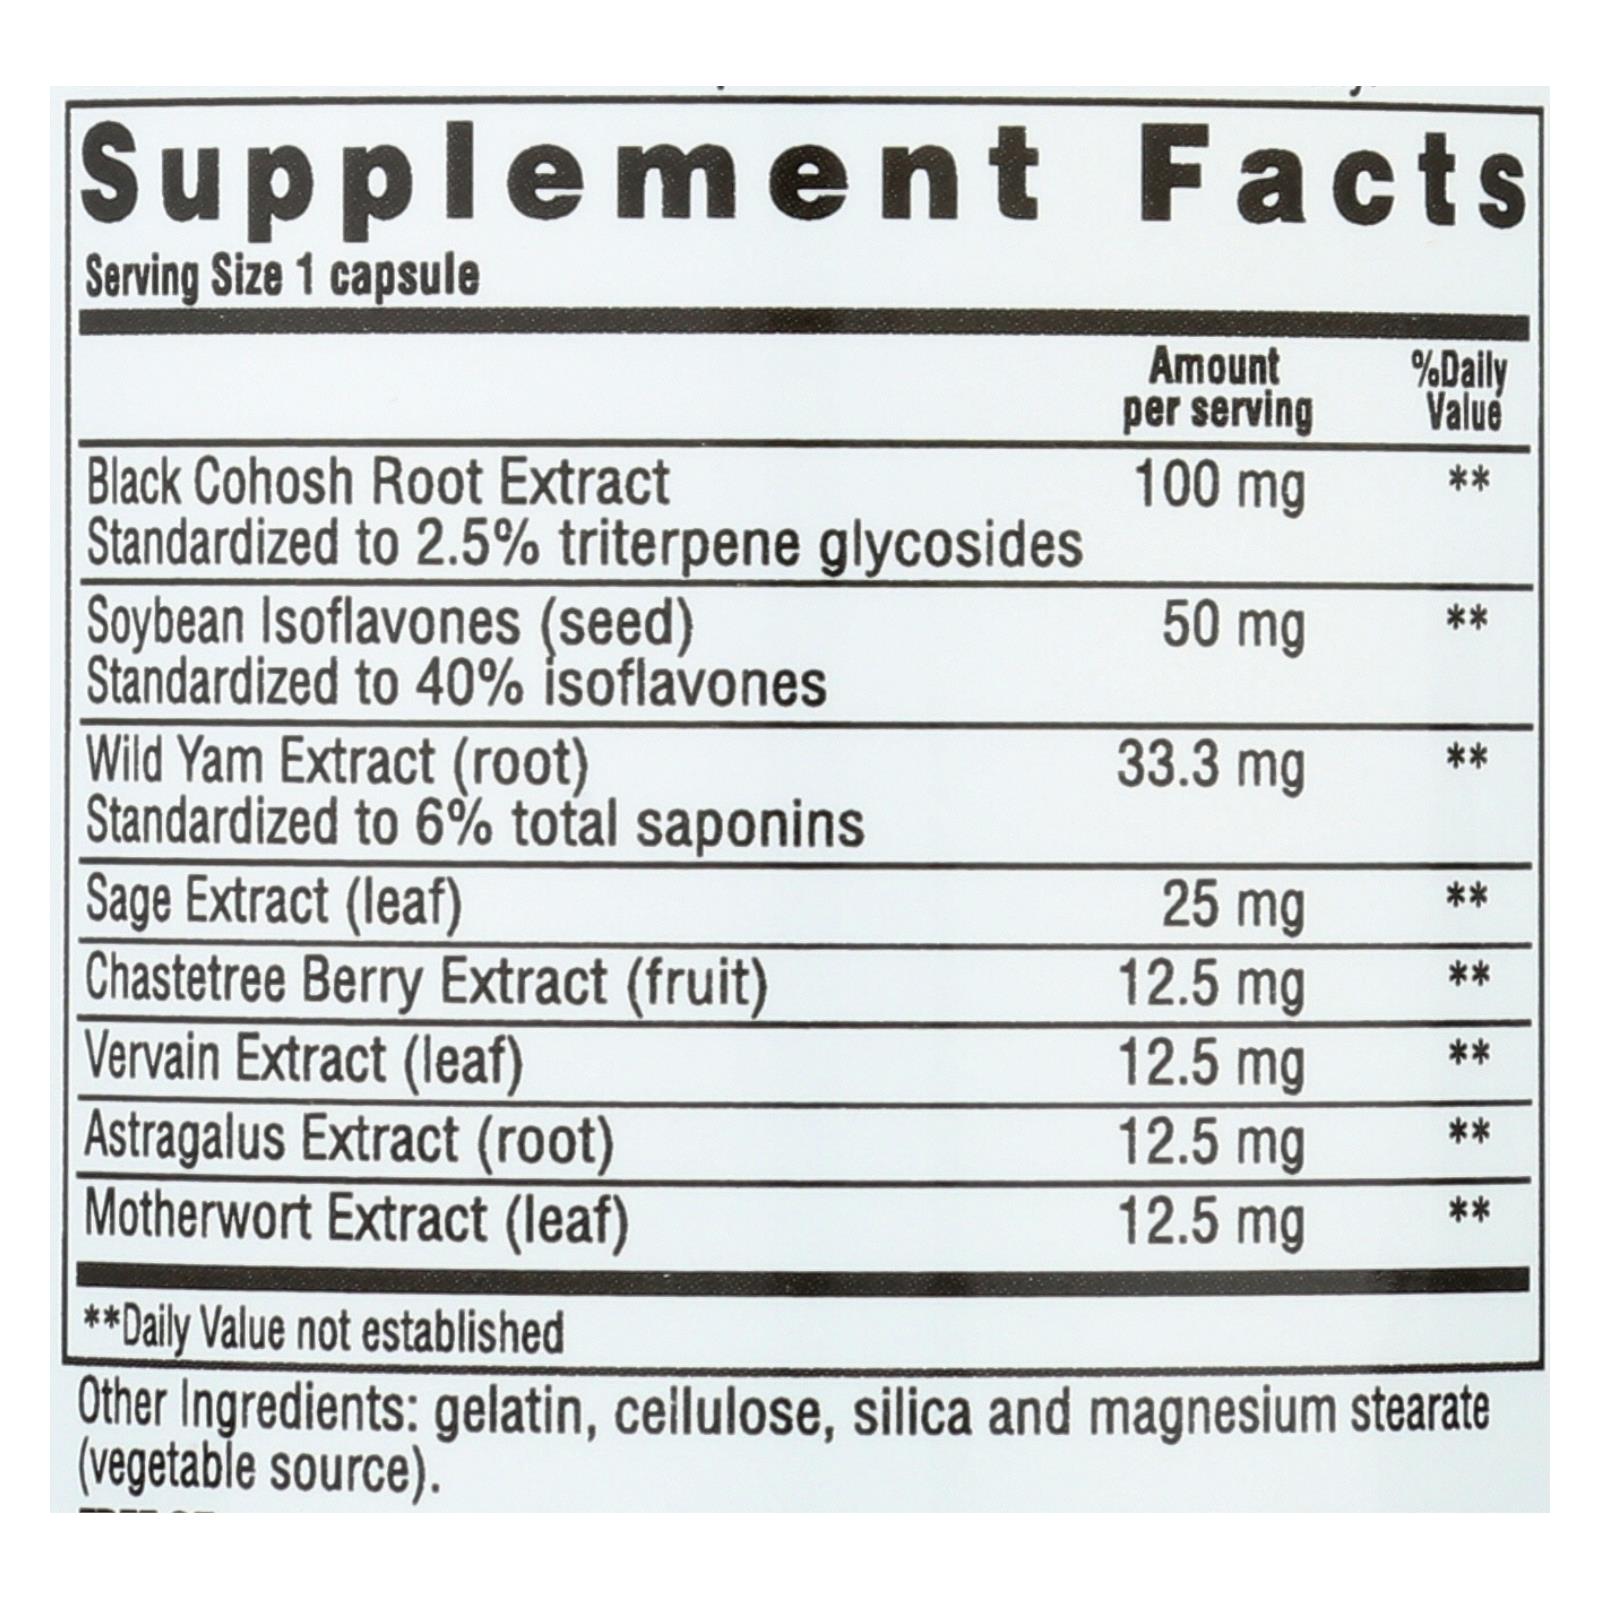 Supplement Facts
Serving Size 1 capsule
Amount per serving
%Daily Value
Black Cohosh Root Extract 100 mg **
Standardized to 2.5% triterpene glycosides
Soybean Isoflavones (seed) 50 mg **
Standardized to 40% isoflavones
Wild Yam Extract (root) 33.3 mg **
Standardized to 6% total saponins
Sage Extract (leaf) 25 mg **
Chastetree Berry Extract (fruit) 12.5 mg **
Vervain Extract (leaf) 12.5 mg **
Astragalus Extract (root) 12.5 mg **
Motherwort Extract (leaf) 12.5 mg **
**Daily Value not established
Other Ingredients: gelatin, cellulose, silica and magnesium stearate
(vegetable source).